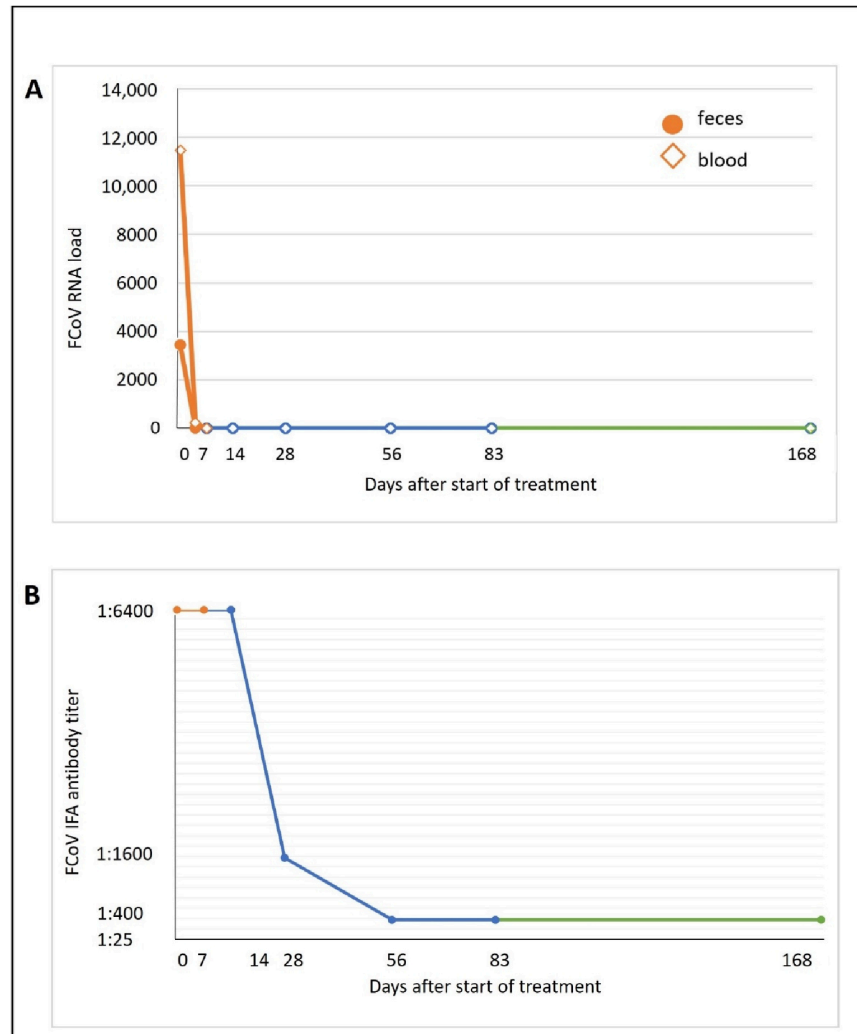 A
14,000
12,000
10,000
8000
6000
4000
2000
0
FCoV RNA load
feces
blood
0 7 14 28 56 83 168
Days after start of treatment
B
1:6400
1:1600
1:400
1:25
FCoV IFA antibody titer
0 7 14 28 56 83 168
Days after start of treatment